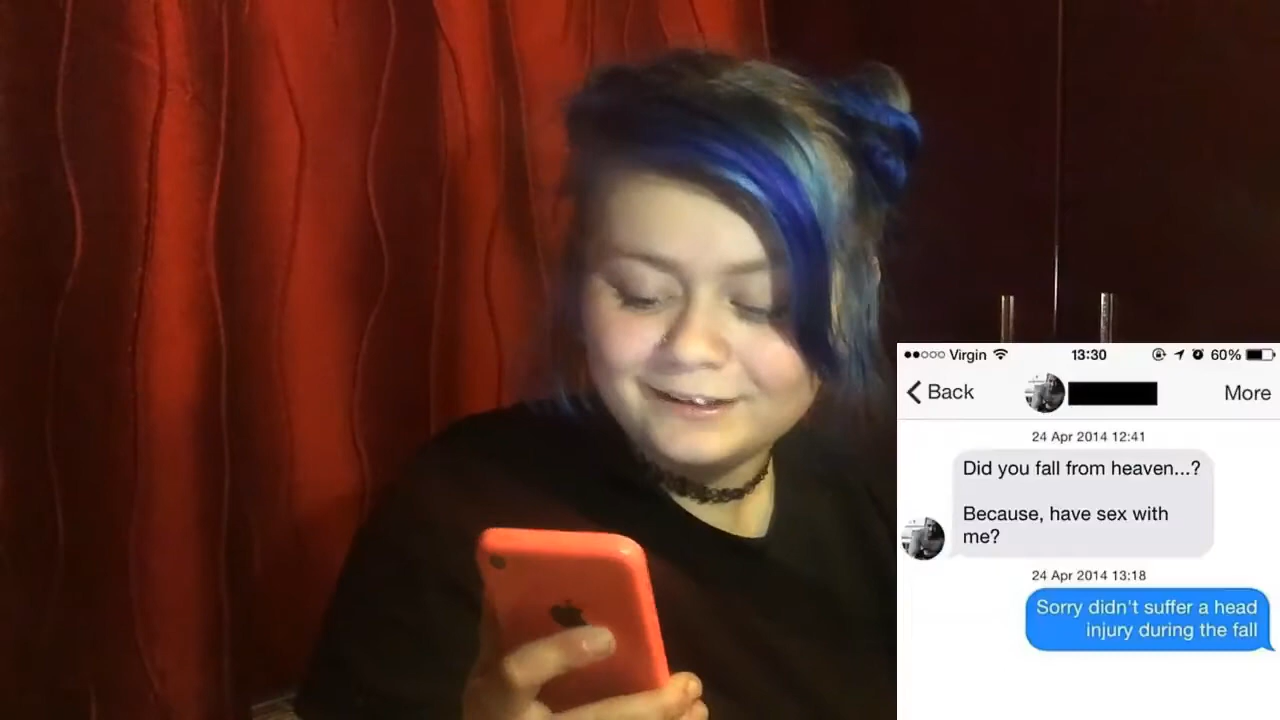 Virgin 13:30 60%
Back More
24 Apr 2014 12:41
Did you fall from heaven...?
Because, have sex with
me?
24 Apr 2014 13:18
Sorry didn't suffer a head
injury during the fall